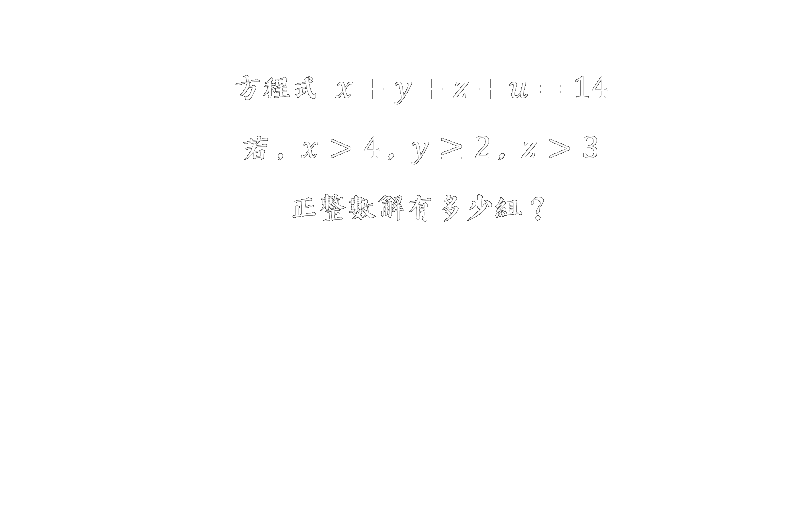 方程式 x + y + z + u = 14
若, x > 4, y ≥ 2, z > 3
正整數解有多少組？